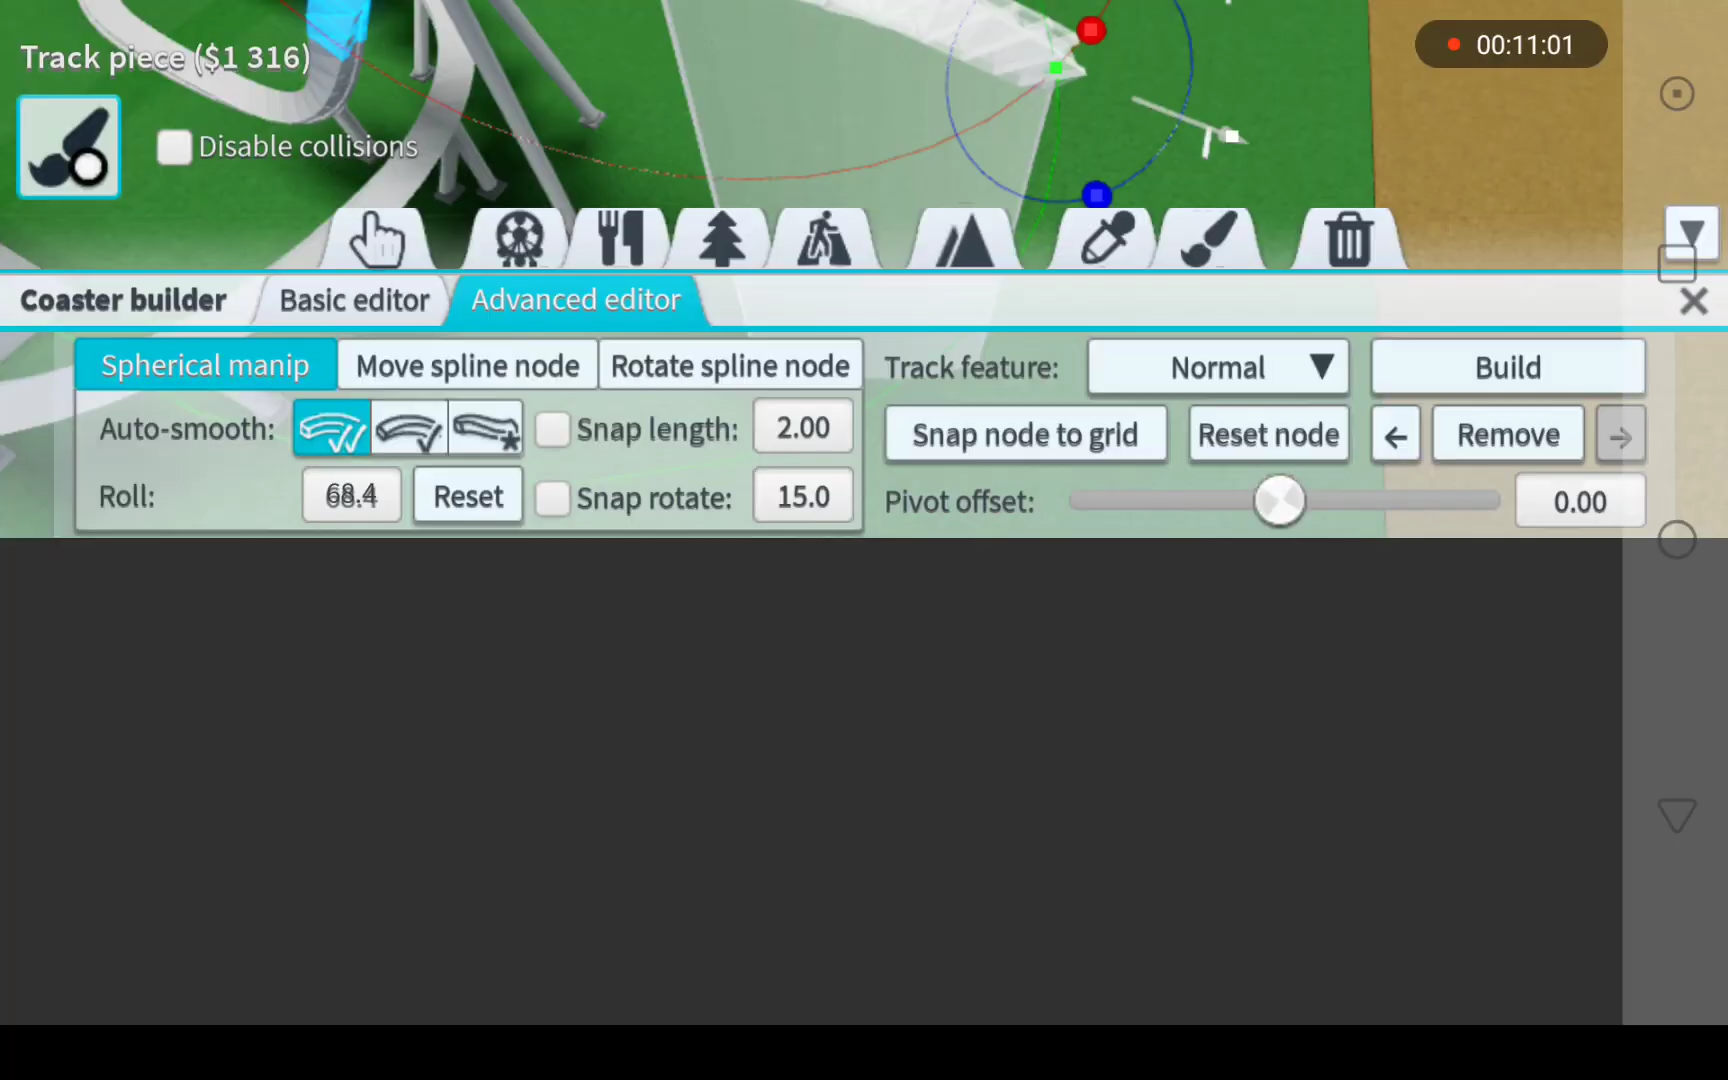 Track piece ($1 316)
00:11:01
Disable collisions
Coaster builder
Basic editor
Advanced editor
Spherical manip
Move spline node
Rotate spline node
Track feature:
Normal
Build
Auto-smooth:
Snap length:
2.00
Snap node to grid
Reset node
Remove
Roll:
68.4
Reset
Snap rotate:
15.0
Pivot offset:
0.00